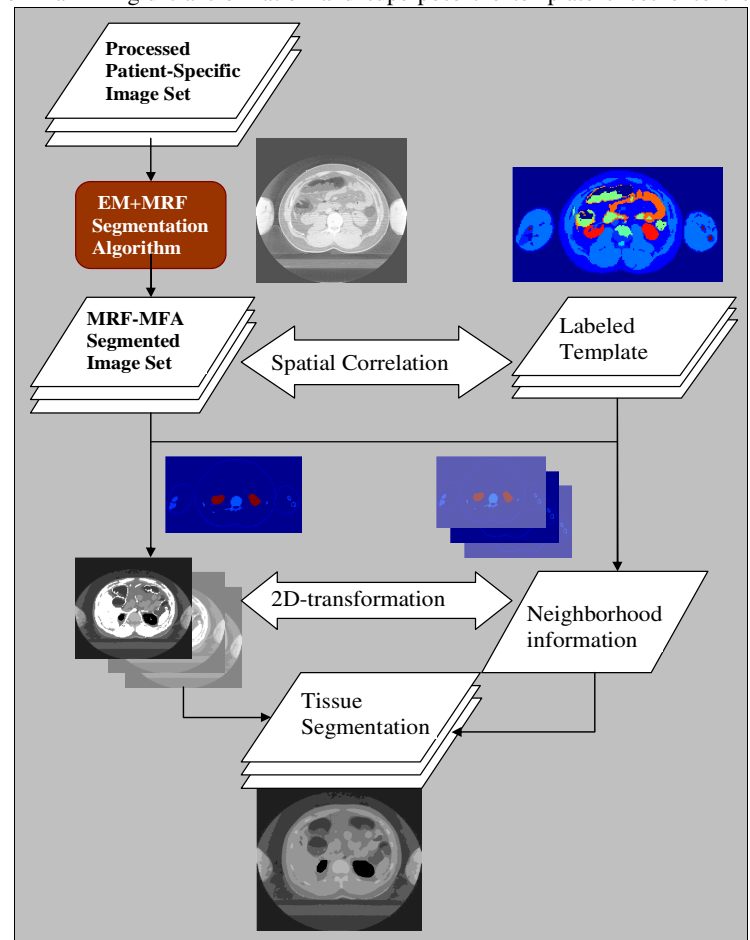 Processed
Patient-Specific
Image Set
EM+MRF
Segmentation
Algorithm
MRF-MFA
Segmented
Image Set
Spatial Correlation
Labeled
Template
2D-transformation
Neighborhood
information
Tissue
Segmentation